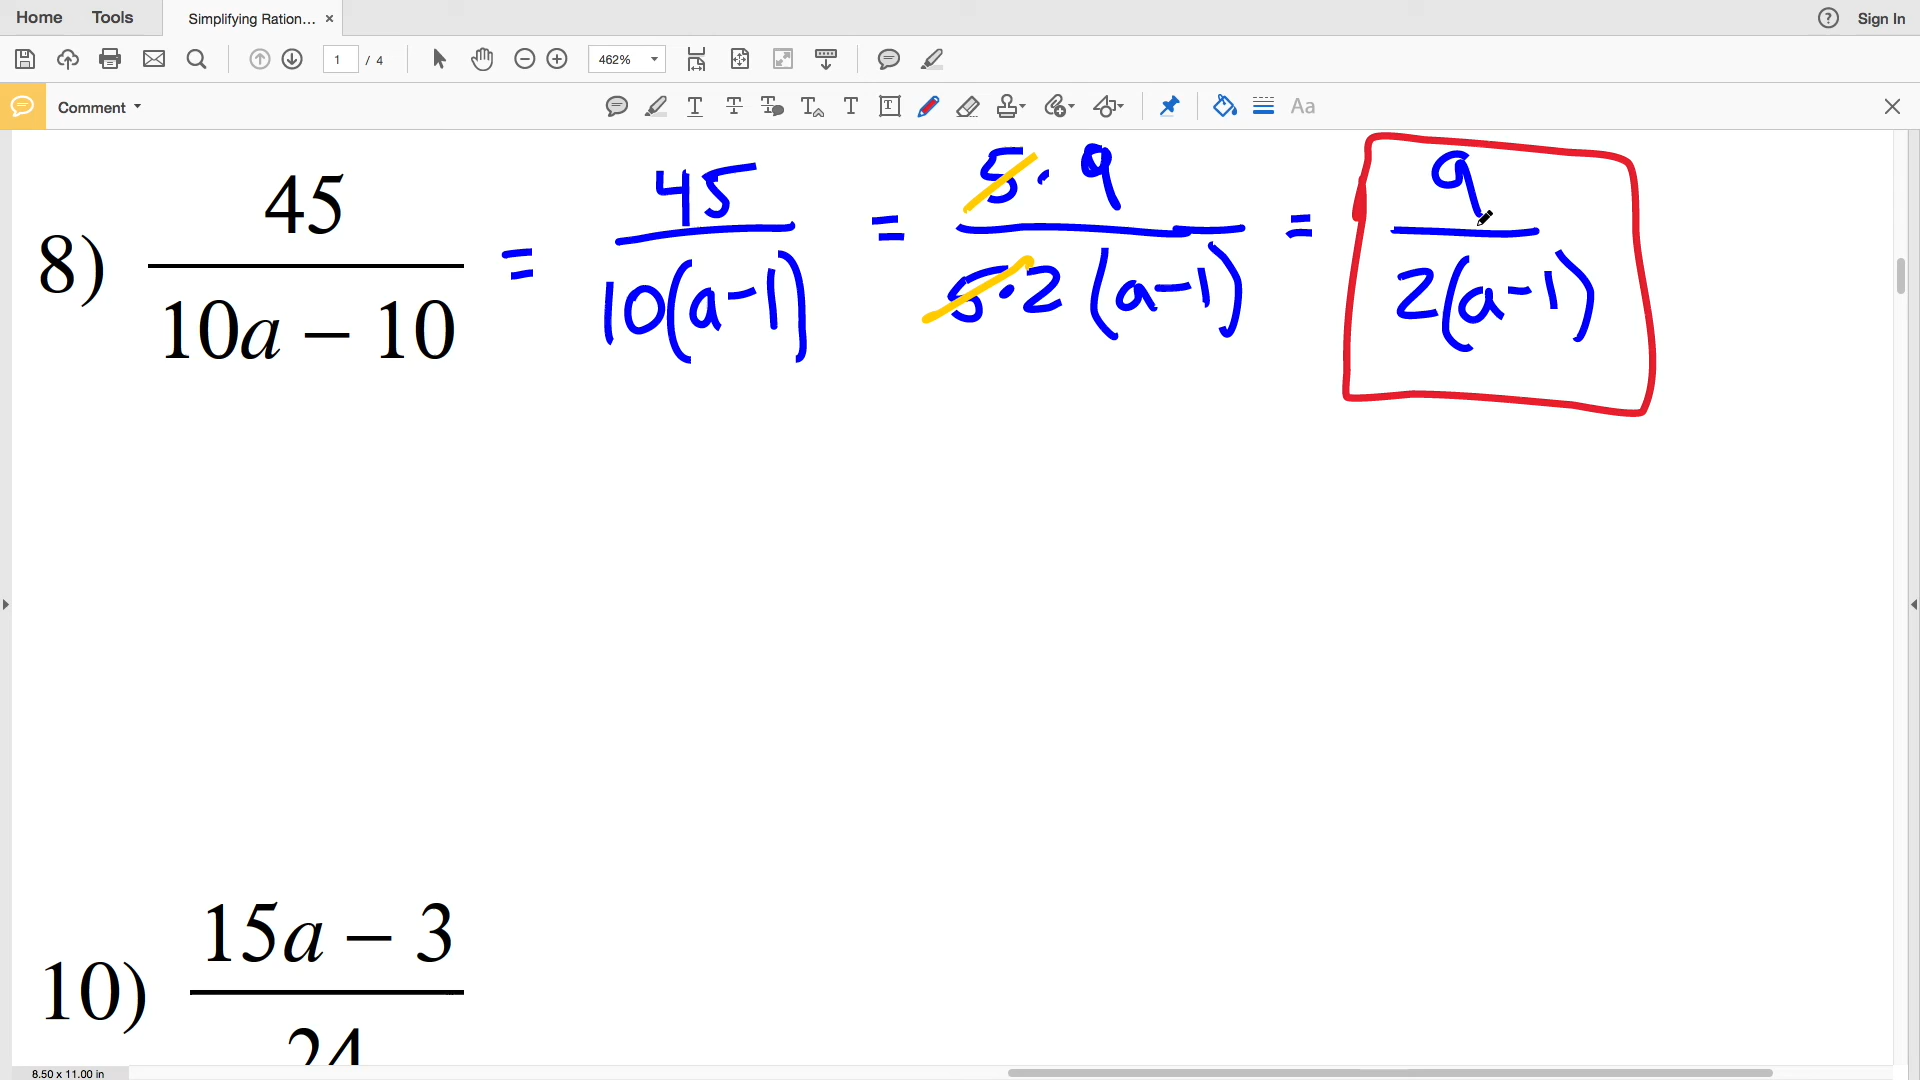 Home Tools Simplifying Ration... × ? Sign In
1 / 4 462%
Comment T T T T T T Aa
8) 45 / (10a − 10) = 45 / (10(a−1)) = 5·9 / (5·2(a−1)) = 9 / (2(a−1))
10) (15a − 3) / 24
8.50 x 11.00 in